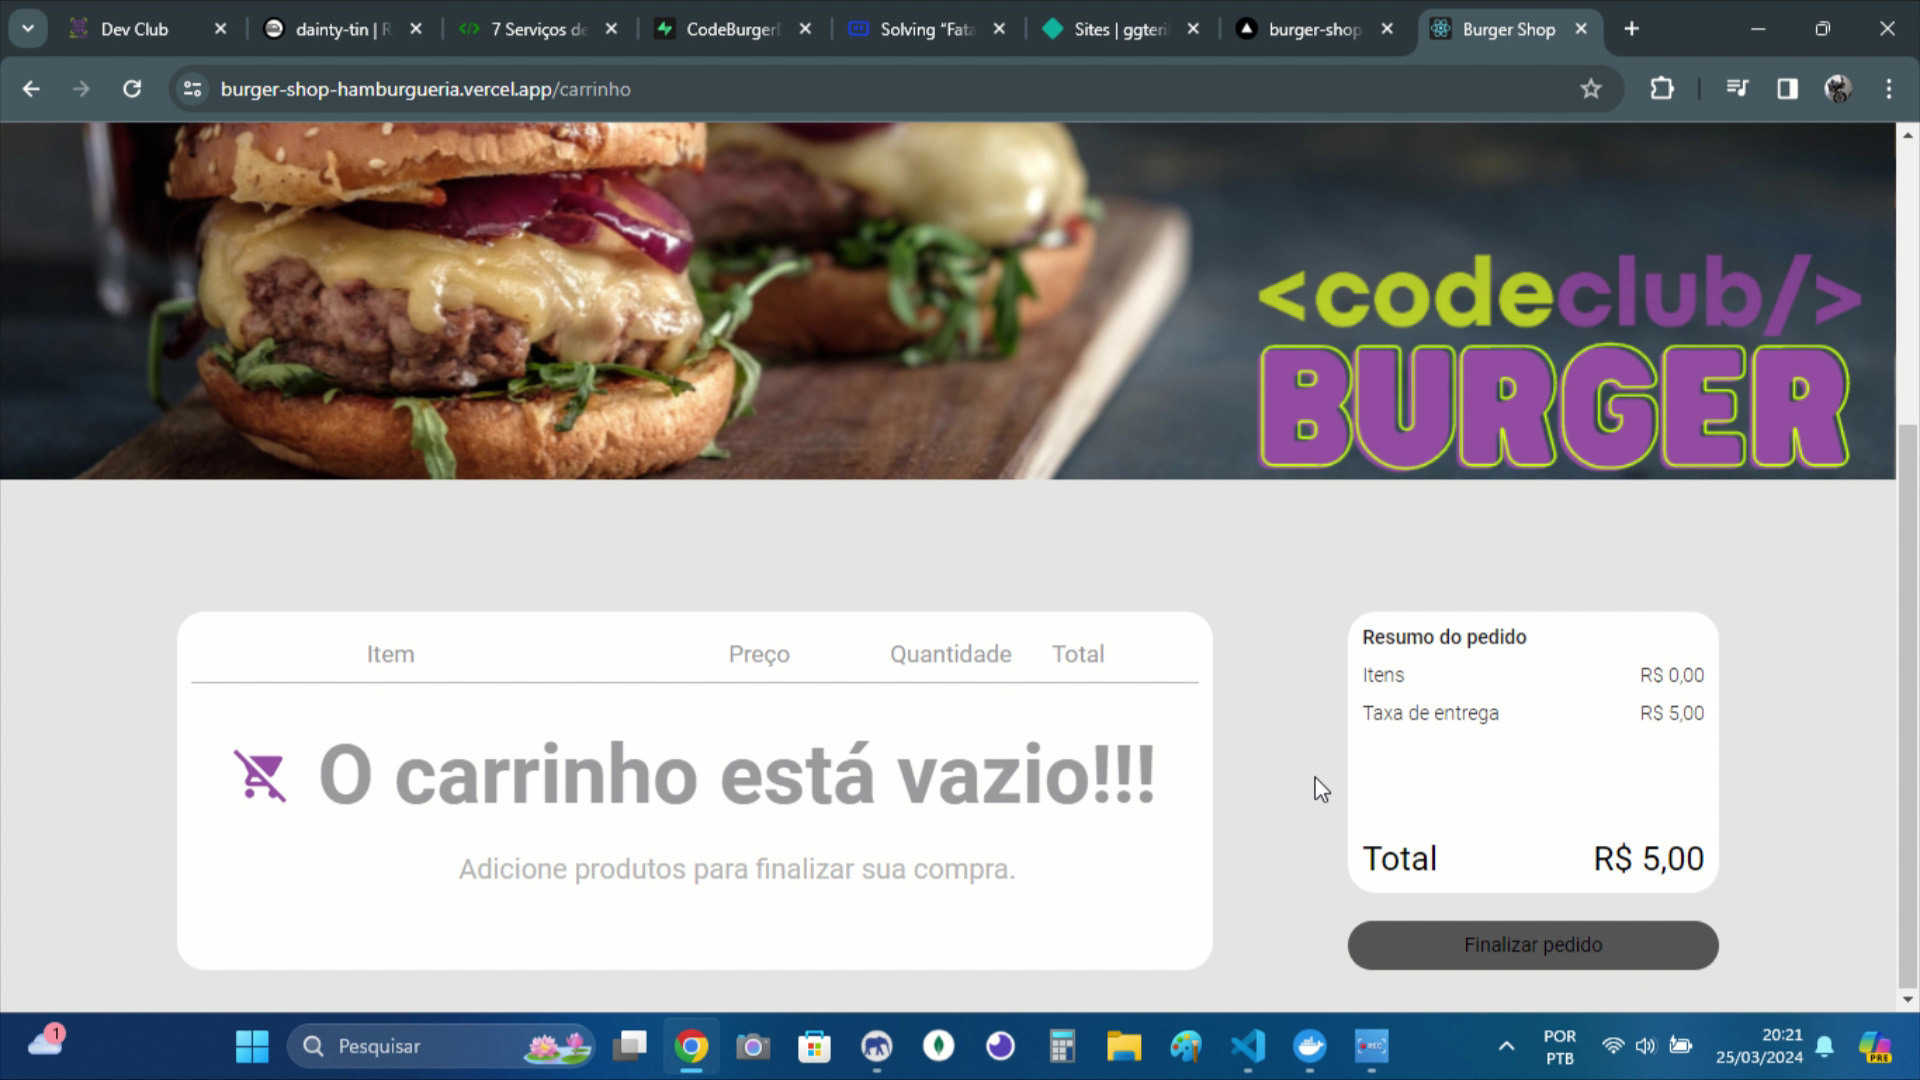 Dev Club
dainty-tin | R
7 Serviços de
CodeBurger
Solving "Fata
Sites | ggteri
burger-shop
Burger Shop
burger-shop-hamburgueria.vercel.app/carrinho
<codeclub/>
BURGER
Item Preço Quantidade Total
O carrinho está vazio!!!
Adicione produtos para finalizar sua compra.
Resumo do pedido
Itens R$ 0,00
Taxa de entrega R$ 5,00
Total R$ 5,00
Finalizar pedido
1
Pesquisar
REC
POR
PTB
20:21
25/03/2024
PRE